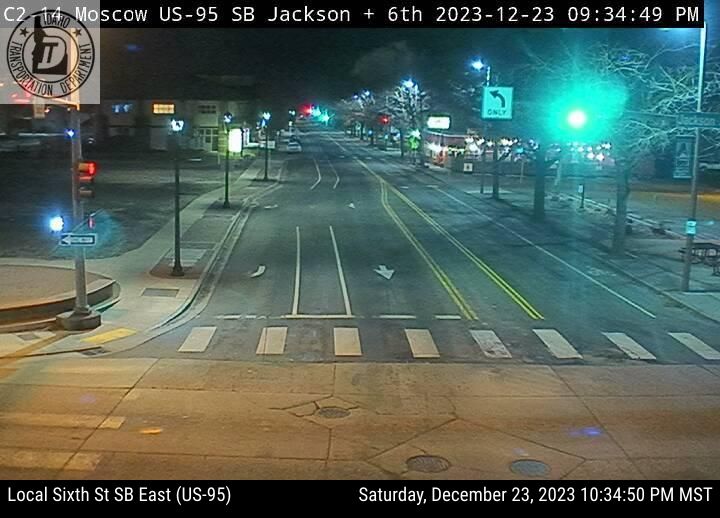 C2-14 Moscow US-95 SB Jackson + 6th 2023-12-23 09:34:49 PM
IDAHO
TRANSPORTATION DEPARTMENT
ONLY
Local Sixth St SB East (US-95)
Saturday, December 23, 2023 10:34:50 PM MST